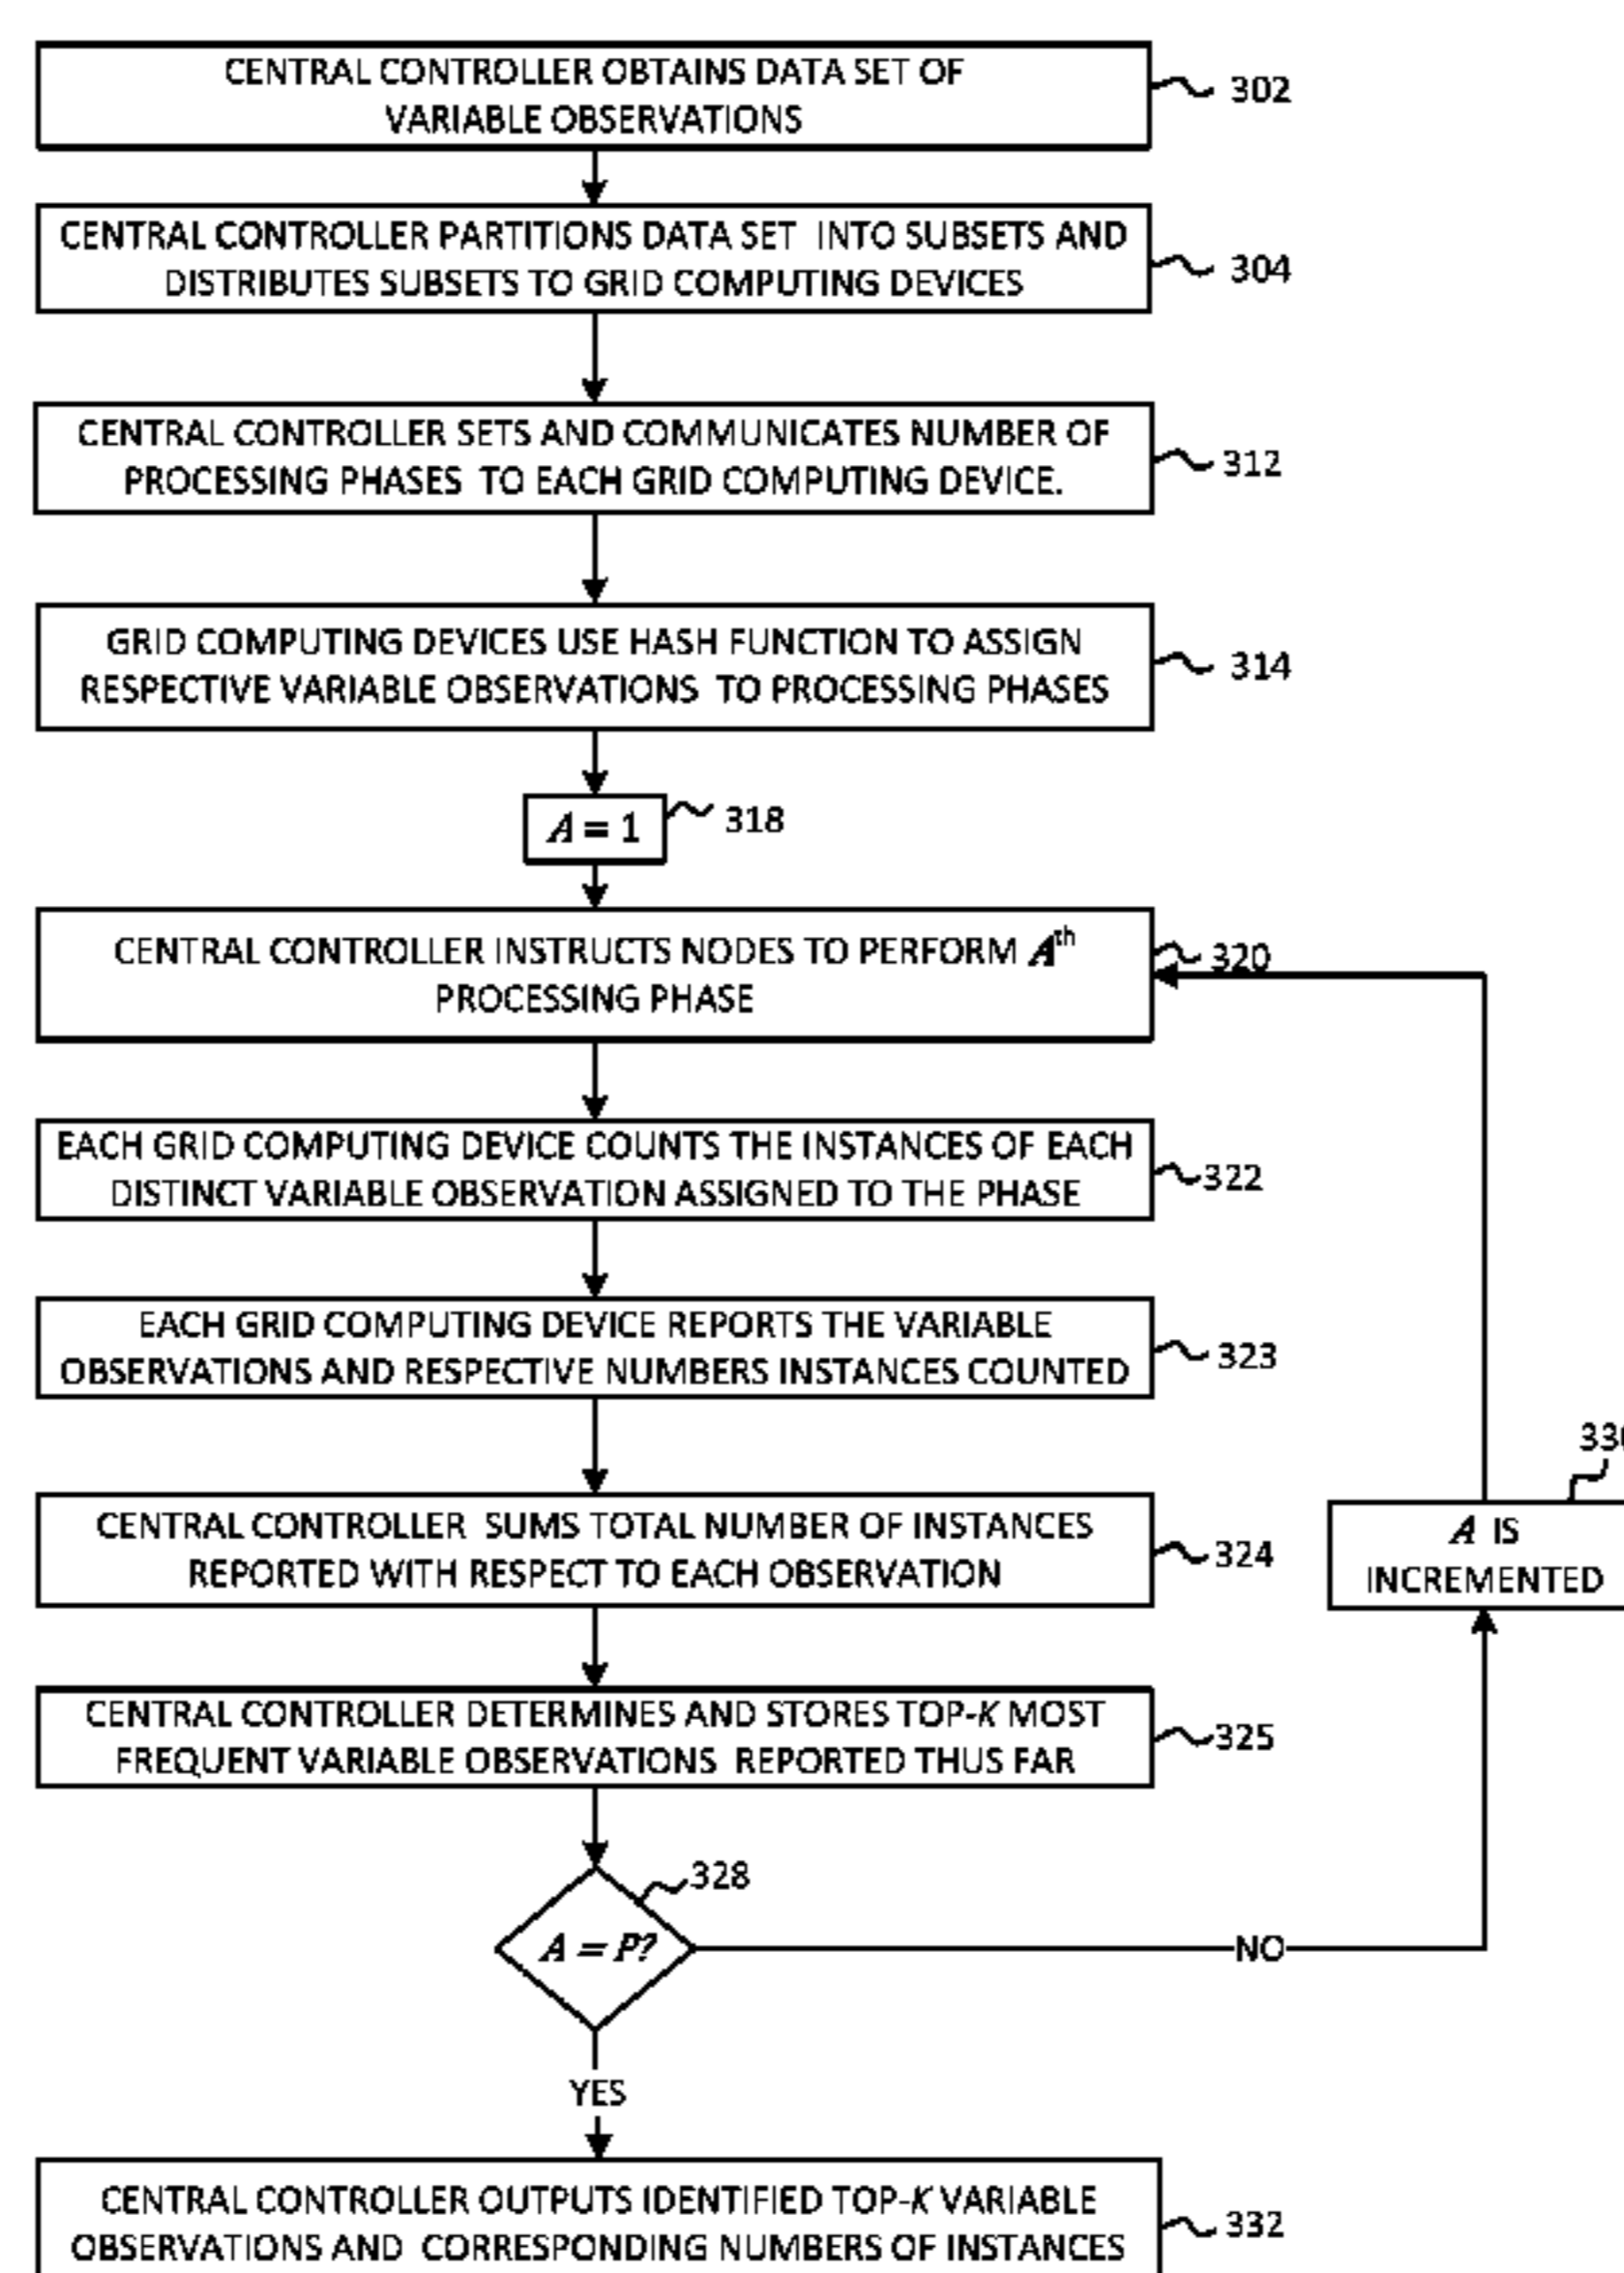 CENTRAL CONTROLLER OBTAINS DATA SET OF
VARIABLE OBSERVATIONS
302
CENTRAL CONTROLLER PARTITIONS DATA SET INTO SUBSETS AND
DISTRIBUTES SUBSETS TO GRID COMPUTING DEVICES
304
CENTRAL CONTROLLER SETS AND COMMUNICATES NUMBER OF
PROCESSING PHASES TO EACH GRID COMPUTING DEVICE.
312
GRID COMPUTING DEVICES USE HASH FUNCTION TO ASSIGN
RESPECTIVE VARIABLE OBSERVATIONS TO PROCESSING PHASES
314
A = 1
318
CENTRAL CONTROLLER INSTRUCTS NODES TO PERFORM A^th
PROCESSING PHASE
320
EACH GRID COMPUTING DEVICE COUNTS THE INSTANCES OF EACH
DISTINCT VARIABLE OBSERVATION ASSIGNED TO THE PHASE
322
EACH GRID COMPUTING DEVICE REPORTS THE VARIABLE
OBSERVATIONS AND RESPECTIVE NUMBERS INSTANCES COUNTED
323
CENTRAL CONTROLLER SUMS TOTAL NUMBER OF INSTANCES
REPORTED WITH RESPECT TO EACH OBSERVATION
324
A IS
INCREMENTED
CENTRAL CONTROLLER DETERMINES AND STORES TOP-K MOST
FREQUENT VARIABLE OBSERVATIONS REPORTED THUS FAR
325
A = P?
328
NO
YES
CENTRAL CONTROLLER OUTPUTS IDENTIFIED TOP-K VARIABLE
OBSERVATIONS AND CORRESPONDING NUMBERS OF INSTANCES
332